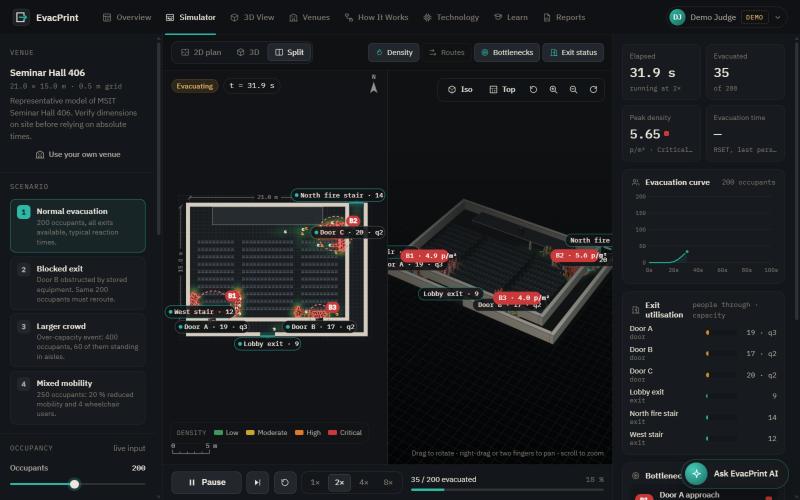 EvacPrint
Overview
Simulator
3D View
Venues
How It Works
Technology
Learn
Reports
DJ
Demo Judge
DEMO
VENUE
Seminar Hall 406
21.0 × 15.0 m · 0.5 m grid
Representative model of MSIT
Seminar Hall 406. Verify dimensions
on site before relying on absolute
times.
Use your own venue
SCENARIO
1
Normal evacuation
200 occupants, all exits
available, typical reaction
times.
2
Blocked exit
Door B obstructed by stored
equipment. Same 200
occupants must reroute.
3
Larger crowd
Over-capacity event: 400
occupants, 60 of them standing
in aisles.
4
Mixed mobility
250 occupants: 20 % reduced
mobility and 4 wheelchair
users.
OCCUPANCY
live input
Occupants
200
2D plan
3D
Split
Density
Routes
Bottlenecks
Exit status
Evacuating
t = 31.9 s
N
21.0 m
15.0 m
North fire stair · 14
B2
Door C · 20 · q2
B1
West stair · 12
B3
Door A · 19 · q3
Door B · 17 · q2
Lobby exit · 9
DENSITY
Low
Moderate
High
Critical
0
5 m
Iso
Top
North fire
B1 · 4.9 p/m²
B2 · 5.6 p/m²
Lobby exit · 9
B3 · 4.0 p/m²
Drag to rotate · right-drag or two fingers to pan · scroll to zoom
Pause
1×
2×
4×
8×
35 / 200 evacuated
18 %
Elapsed
31.9 s
running at 2×
Evacuated
35
of 200
Peak density
5.65
p/m² · Critical…
Evacuation time
—
RSET, last pers…
Evacuation curve
200 occupants
200
150
100
50
0
0s
20s
40s
60s
80s
100s
Exit
utilisation
people through ·
capacity
Door A
door
19 · q3
Door B
door
17 · q2
Door C
door
20 · q2
Lobby exit
exit
9
North fire stair
exit
14
West stair
exit
12
Ask EvacPrint AI
Door A approach